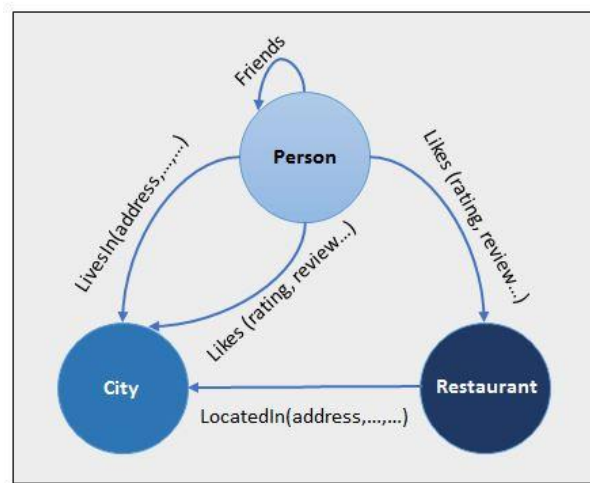 Friends
Person
LivesIn(address,...,...)
Likes (rating, review...)
Likes (rating, review...)
City
Restaurant
LocatedIn(address,...,...)